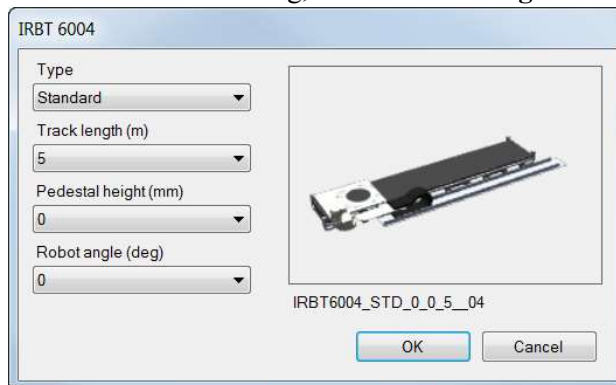 IRBT 6004
Type
Standard
Track length (m)
5
Pedestal height (mm)
0
Robot angle (deg)
0
IRBT6004_STD_0_0_5__04
OK
Cancel